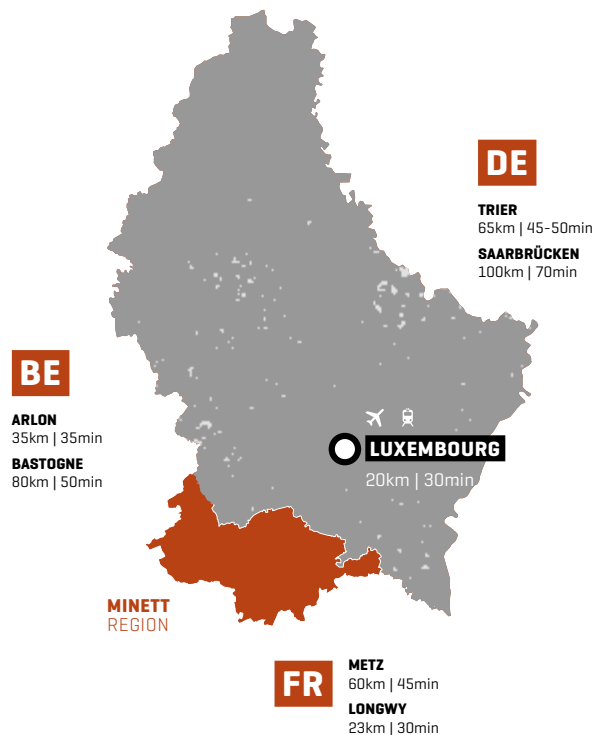 DE
TRIER
65km | 45-50min
SAARBRÜCKEN
100km | 70min
BE
ARLON
35km | 35min
BASTOGNE
80km | 50min
LUXEMBOURG
20km | 30min
MINETT
REGION
FR
METZ
60km | 45min
LONGWY
23km | 30min